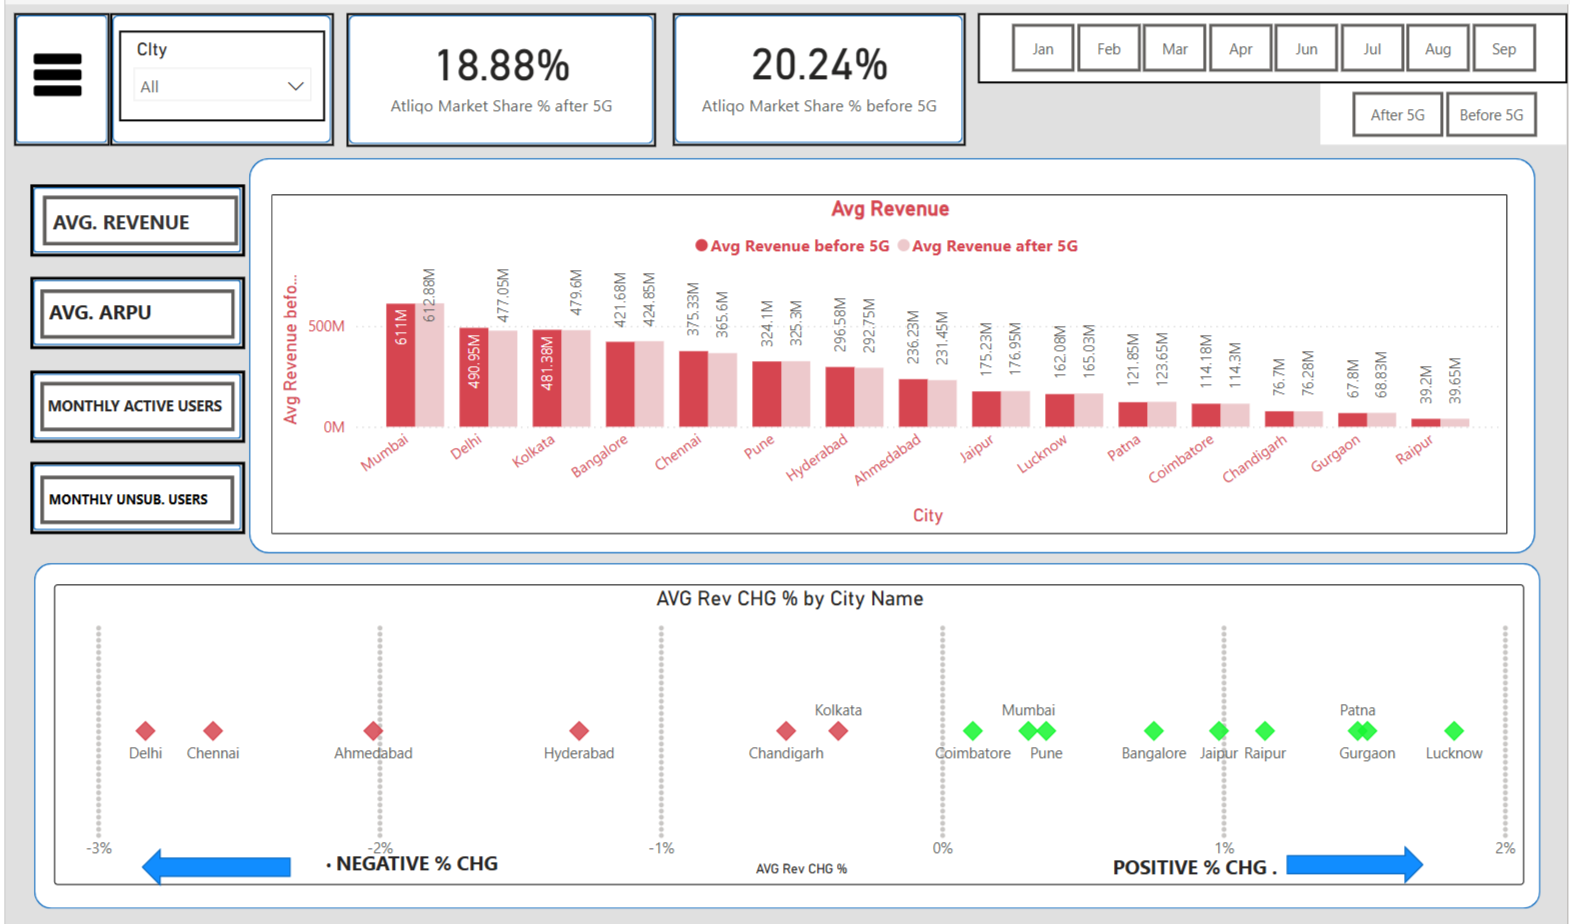 CIty
All
18.88%
Atliqo Market Share % after 5G
20.24%
Atliqo Market Share % before 5G
Jan
Feb
Mar
Apr
Jun
Jul
Aug
Sep
After 5G
Before 5G
AVG. REVENUE
AVG. ARPU
MONTHLY ACTIVE USERS
MONTHLY UNSUB. USERS
Avg Revenue
Avg Revenue before 5G
Avg Revenue after 5G
Avg Revenue befo...
500M
0M
611M
612.88M
490.95M
477.05M
481.38M
479.6M
421.68M
424.85M
375.33M
365.6M
324.1M
325.3M
296.58M
292.75M
236.23M
231.45M
175.23M
176.95M
162.08M
165.03M
121.85M
123.65M
114.18M
114.3M
76.7M
76.28M
67.8M
68.83M
39.2M
39.65M
Mumbai
Delhi
Kolkata
Bangalore
Chennai
Pune
Hyderabad
Ahmedabad
Jaipur
Lucknow
Patna
Coimbatore
Chandigarh
Gurgaon
Raipur
City
AVG Rev CHG % by City Name
Kolkata
Mumbai
Patna
Delhi
Chennai
Ahmedabad
Hyderabad
Chandigarh
Coimbatore
Pune
Bangalore
Jaipur
Raipur
Gurgaon
Lucknow
-3%
-2%
-1%
0%
1%
2%
· NEGATIVE % CHG
AVG Rev CHG %
POSITIVE % CHG .